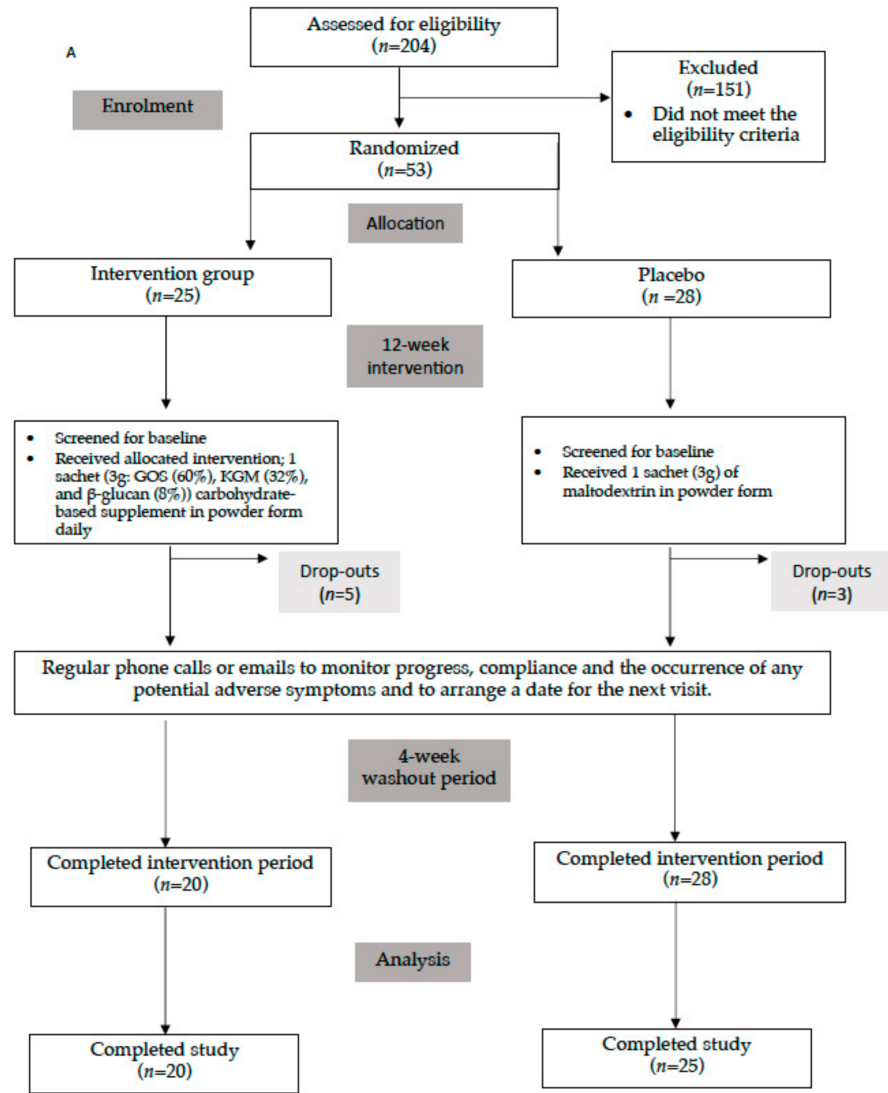 Assessed for eligibility
(n=204)
A
Excluded
(n=151)
• Did not meet the
eligibility criteria
Enrolment
Randomized
(n=53)
Allocation
Intervention group
(n=25)
Placebo
(n =28)
12-week
intervention
• Screened for baseline
• Received allocated intervention; 1
sachet (3g: GOS (60%), KGM (32%),
and β-glucan (8%)) carbohydrate-
based supplement in powder form
daily
• Screened for baseline
• Received 1 sachet (3g) of
maltodextrin in powder form
Drop-outs
(n=5)
Drop-outs
(n=3)
Regular phone calls or emails to monitor progress, compliance and the occurrence of any
potential adverse symptoms and to arrange a date for the next visit.
4-week
washout period
Completed intervention period
(n=20)
Completed intervention period
(n=28)
Analysis
Completed study
(n=20)
Completed study
(n=25)